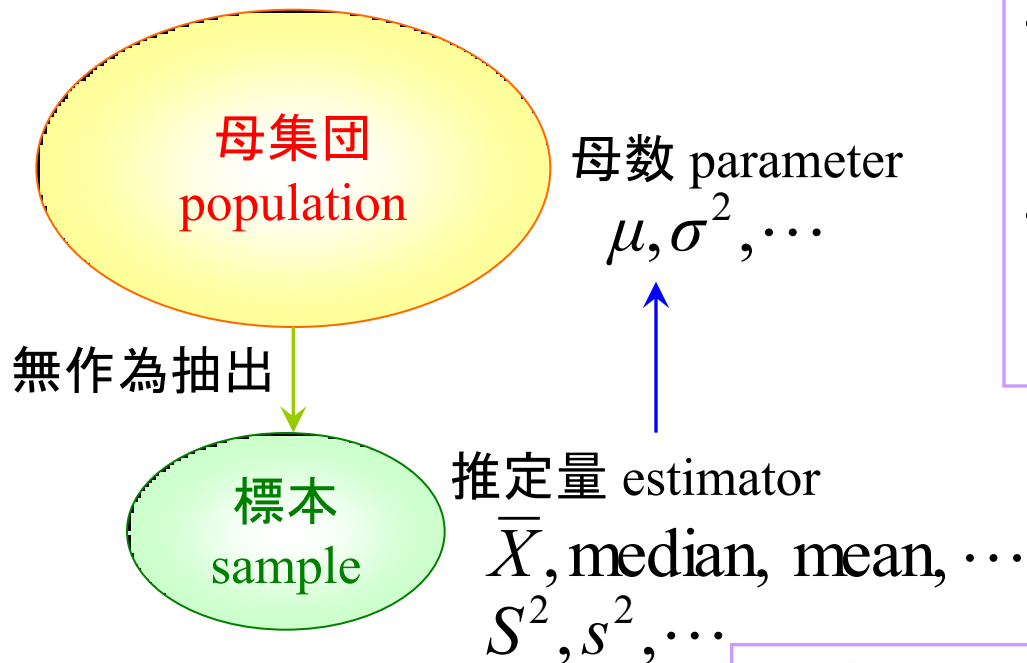 母集団
population
母数 parameter
μ, σ², ⋯
無作為抽出
標本
sample
推定量 estimator
X̅, median, mean, ⋯
S², s², ⋯